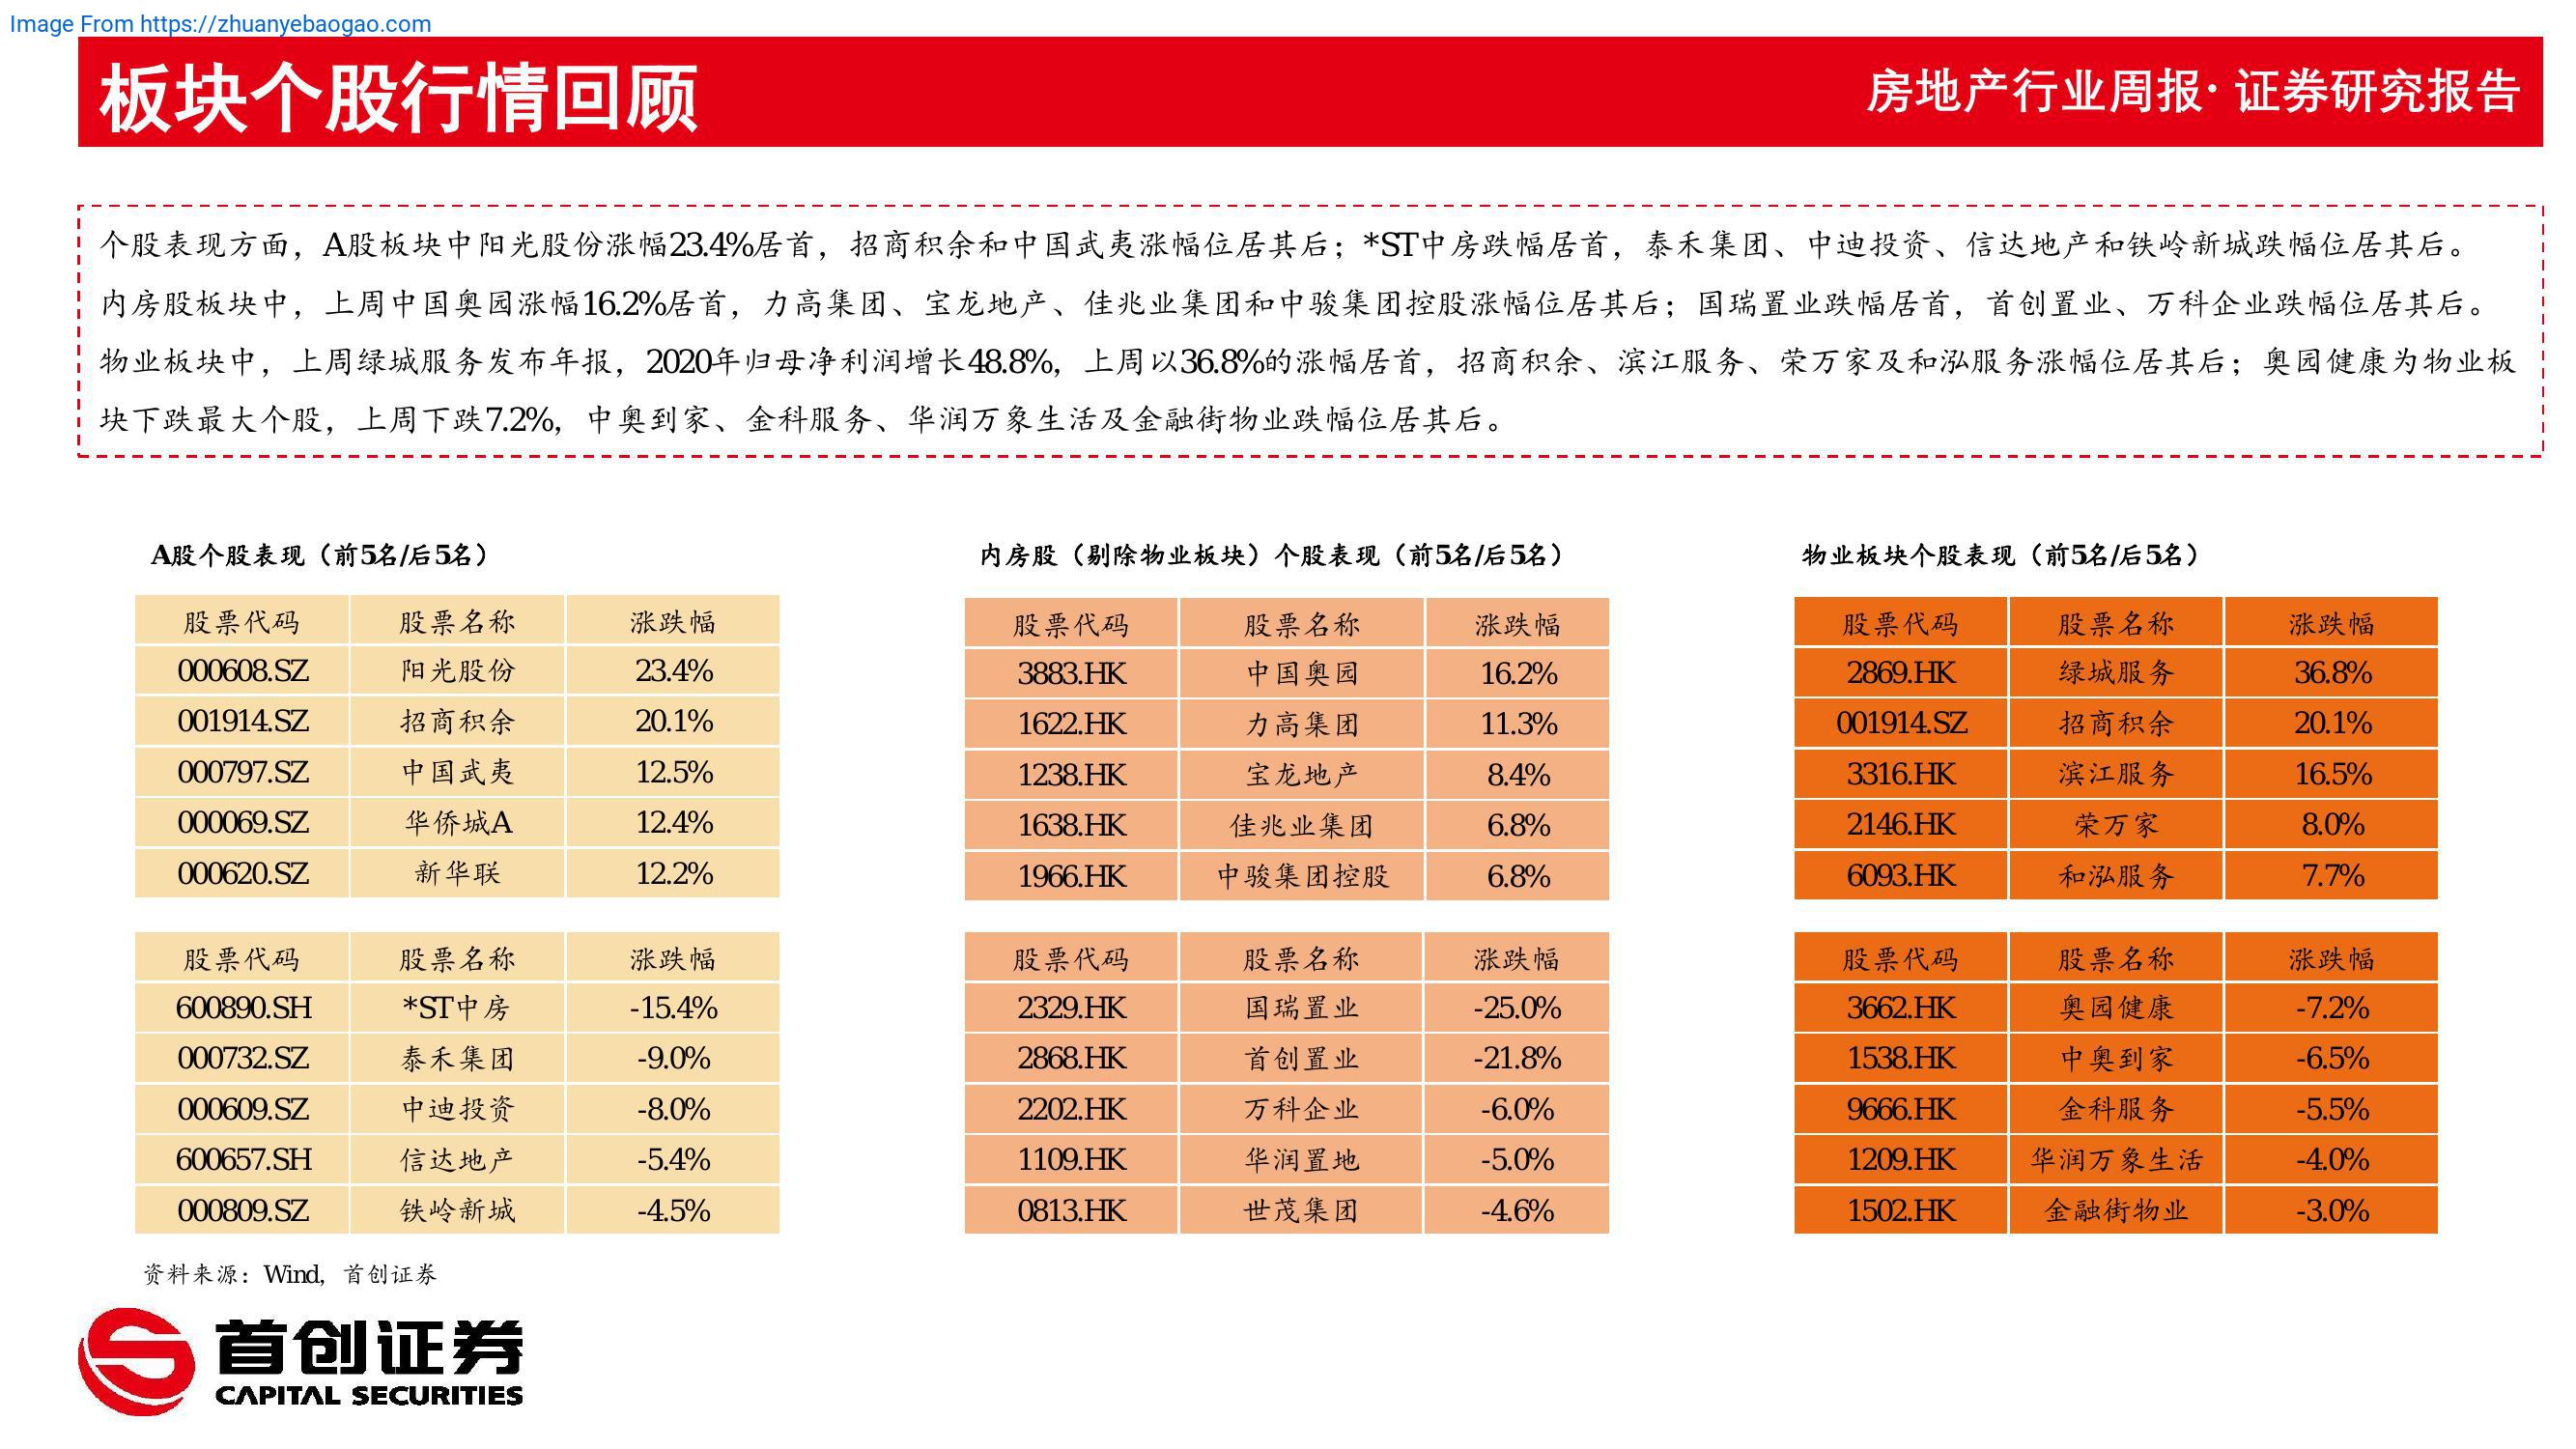 Image From https://zhuanyebaogao.com
板块个股行情回顾
房地产行业周报· 证券研究报告
个股表现方面，A股板块中阳光股份涨幅23.4%居首，招商积余和中国武夷涨幅位居其后；*ST中房跌幅居首，泰禾集团、中迪投资、信达地产和铁岭新城跌幅位居其后。
内房股板块中，上周中国奥园涨幅16.2%居首，力高集团、宝龙地产、佳兆业集团和中骏集团控股涨幅位居其后；国瑞置业跌幅居首，首创置业、万科企业跌幅位居其后。
物业板块中，上周绿城服务发布年报，2020年归母净利润增长48.8%，上周以36.8%的涨幅居首，招商积余、滨江服务、荣万家及和泓服务涨幅位居其后；奥园健康为物业板
块下跌最大个股，上周下跌7.2%，中奥到家、金科服务、华润万象生活及金融街物业跌幅位居其后。
A股个股表现（前5名/后5名）
股票代码 股票名称 涨跌幅
000608.SZ 阳光股份 23.4%
001914.SZ 招商积余 20.1%
000797.SZ 中国武夷 12.5%
000069.SZ 华侨城A 12.4%
000620.SZ 新华联 12.2%
股票代码 股票名称 涨跌幅
600890.SH *ST中房 -15.4%
000732.SZ 泰禾集团 -9.0%
000609.SZ 中迪投资 -8.0%
600657.SH 信达地产 -5.4%
000809.SZ 铁岭新城 -4.5%
内房股（剔除物业板块）个股表现（前5名/后5名）
股票代码 股票名称 涨跌幅
3883.HK 中国奥园 16.2%
1622.HK 力高集团 11.3%
1238.HK 宝龙地产 8.4%
1638.HK 佳兆业集团 6.8%
1966.HK 中骏集团控股 6.8%
股票代码 股票名称 涨跌幅
2329.HK 国瑞置业 -25.0%
2868.HK 首创置业 -21.8%
2202.HK 万科企业 -6.0%
1109.HK 华润置地 -5.0%
0813.HK 世茂集团 -4.6%
物业板块个股表现（前5名/后5名）
股票代码 股票名称 涨跌幅
2869.HK 绿城服务 36.8%
001914.SZ 招商积余 20.1%
3316.HK 滨江服务 16.5%
2146.HK 荣万家 8.0%
6093.HK 和泓服务 7.7%
股票代码 股票名称 涨跌幅
3662.HK 奥园健康 -7.2%
1538.HK 中奥到家 -6.5%
9666.HK 金科服务 -5.5%
1209.HK 华润万象生活 -4.0%
1502.HK 金融街物业 -3.0%
资料来源：Wind，首创证券
首创证券
CAPITAL SECURITIES